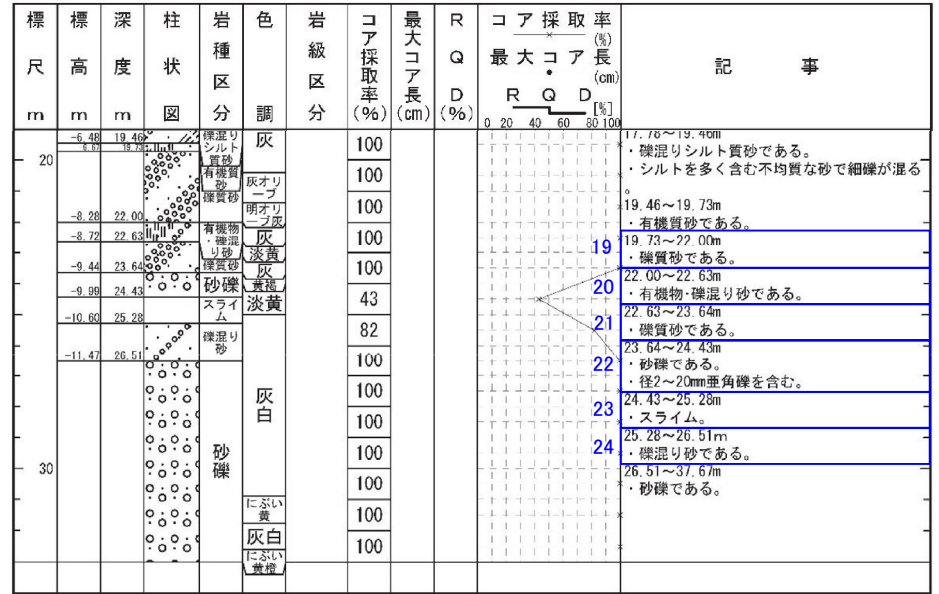 標 標 深 柱 岩 色 岩 コ 最 R コ ア 採 取 率
尺 高 度 状 種 調 級 ア 大 Q (%)
m m m 図 区 区 採 コ D 最 大 コ ア 長
分 分 取 ア (%) (cm)
率 長 R Q D
(%) (cm) [%]
0 20 40 60 80 100
記 事
20
30
-6.48 19.46
6.67 19.73
-8.28 22.00
-8.72 22.63
-9.44 23.64
-9.99 24.43
-10.60 25.28
-11.47 26.51
礫混り
シルト
質砂
有機質
砂
礫質砂
有機物
・礫混
り砂
礫質砂
砂礫
スライ
ム
礫混り
砂
砂
礫
灰
灰オリ
ーブ
明オリ
ーブ灰
灰
淡黄
灰
黄褐
淡黄
灰
白
にぶい
黄
灰白
にぶい
黄橙
100
100
100
100
100
43
82
100
100
100
100
100
100
100
17.78～19.46m
・礫混りシルト質砂である。
・シルトを多く含む不均質な砂で細礫が混る
。
19.46～19.73m
・有機質砂である。
19
19.73～22.00m
・礫質砂である。
20
22.00～22.63m
・有機物・礫混り砂である。
21
22.63～23.64m
・礫質砂である。
22
23.64～24.43m
・砂礫である。
・径2～20mm亜角礫を含む。
23
24.43～25.28m
・スライム。
24
25.28～26.51m
・礫混り砂である。
26.51～37.67m
・砂礫である。